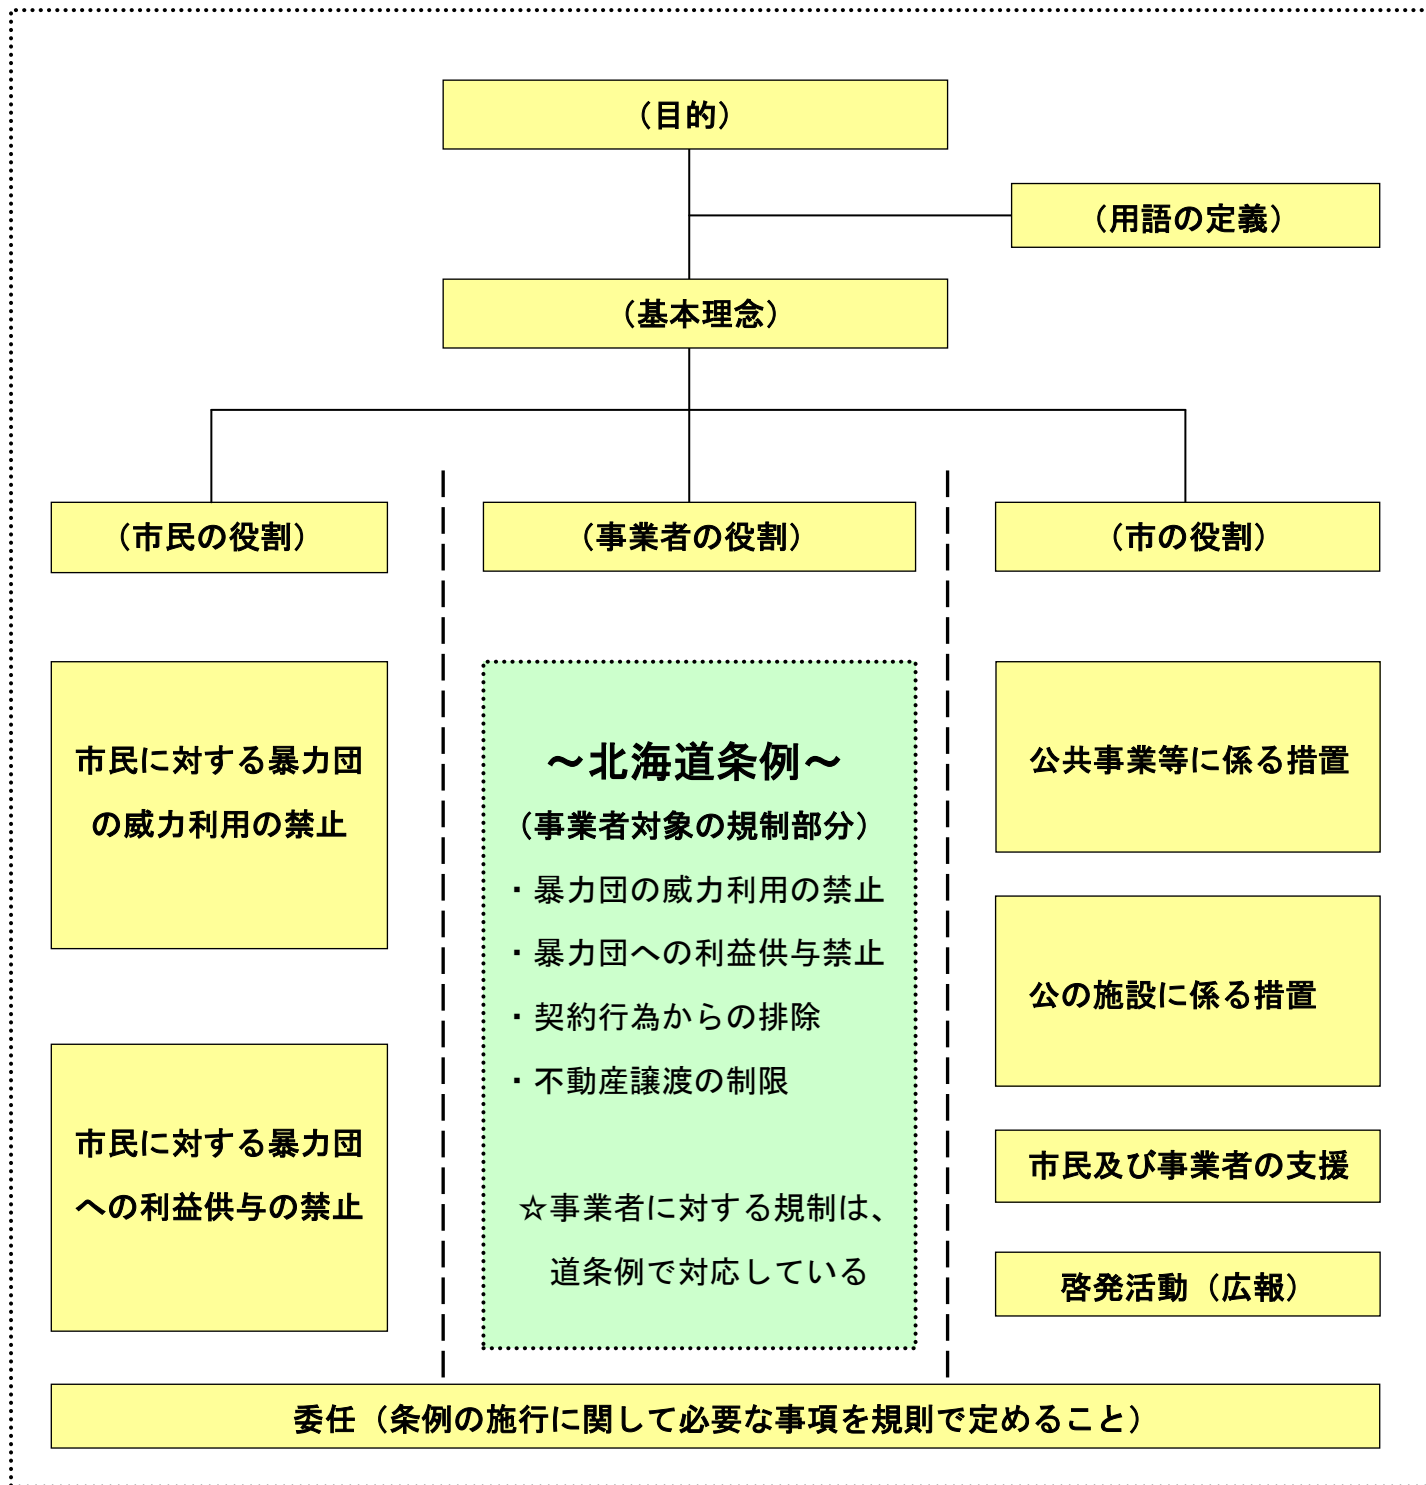 （目的）
（用語の定義）
（基本理念）
（市民の役割）
（事業者の役割）
（市の役割）
市民に対する暴力団
の威力利用の禁止
市民に対する暴力団
への利益供与の禁止
～北海道条例～
（事業者対象の規制部分）
・暴力団の威力利用の禁止
・暴力団への利益供与禁止
・契約行為からの排除
・不動産譲渡の制限
☆事業者に対する規制は、
道条例で対応している
公共事業等に係る措置
公の施設に係る措置
市民及び事業者の支援
啓発活動（広報）
委任（条例の施行に関して必要な事項を規則で定めること）